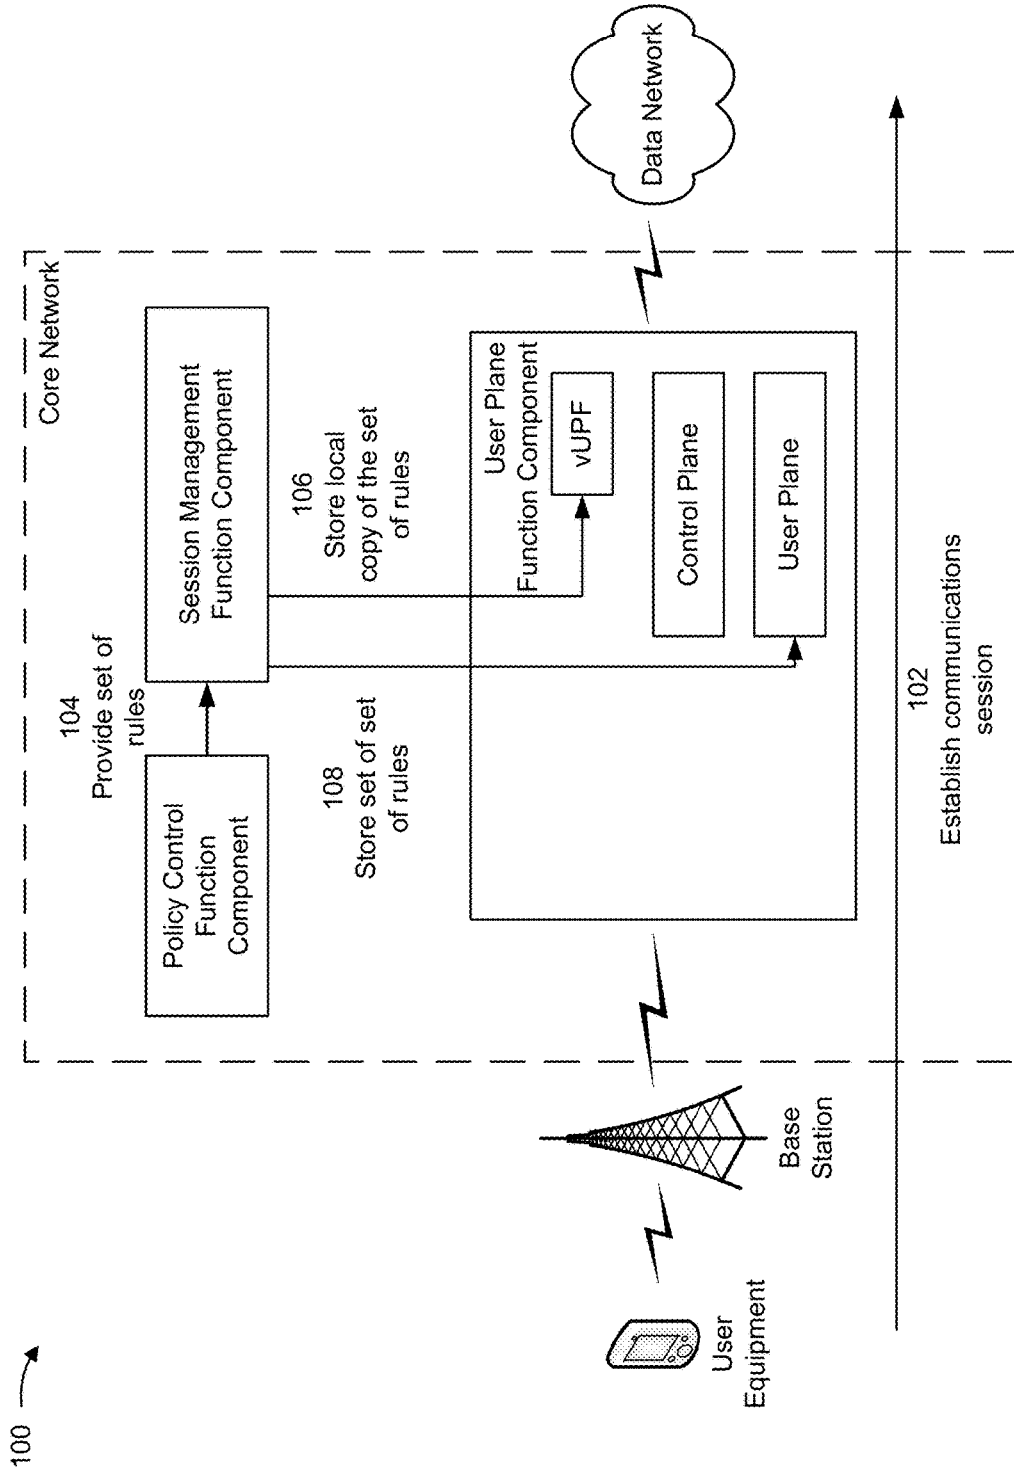 100
Core Network
104
Provide set of
rules
Policy Control
Function
Component
Session Management
Function Component
108
Store set of set
of rules
106
Store local
copy of the set
of rules
User Plane
Function Component
vUPF
Control Plane
User Plane
Data Network
User
Equipment
Base
Station
102
Establish communications
session